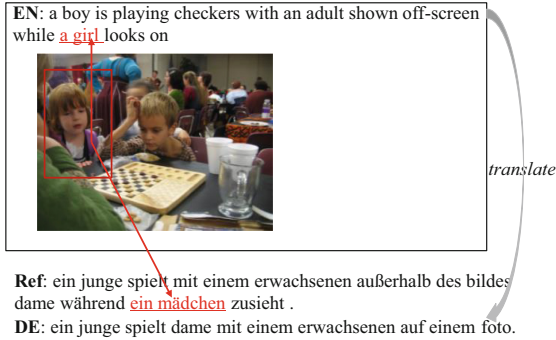 EN: a boy is playing checkers with an adult shown off-screen
while a girl looks on
translate
Ref: ein junge spielt mit einem erwachsenen außerhalb des bildes
dame während ein mädchen zusieht .
DE: ein junge spielt dame mit einem erwachsenen auf einem foto.